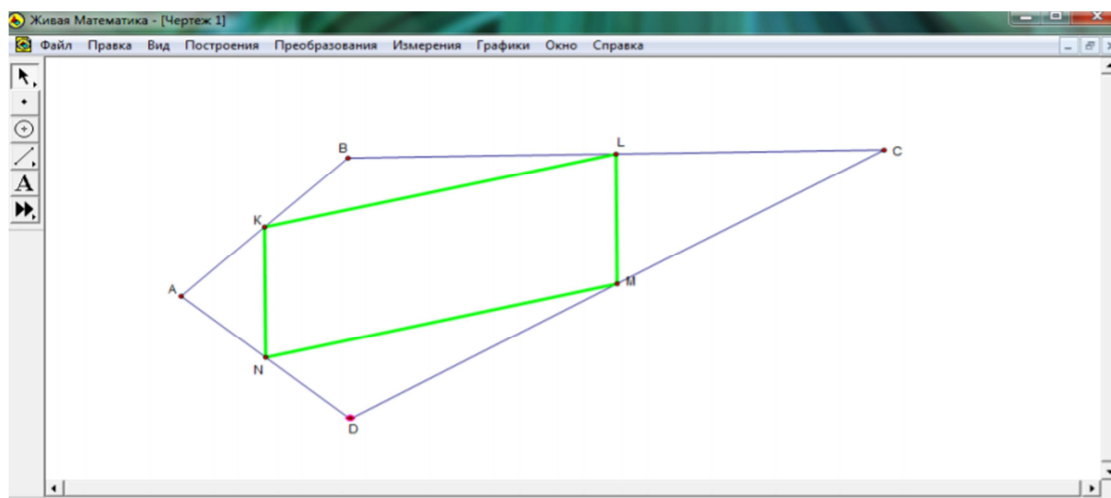 Живая Математика - [Чертеж 1]
Файл Правка Вид Построения Преобразования Измерения Графики Окно Справка
A
B
L
C
K
A
M
N
D